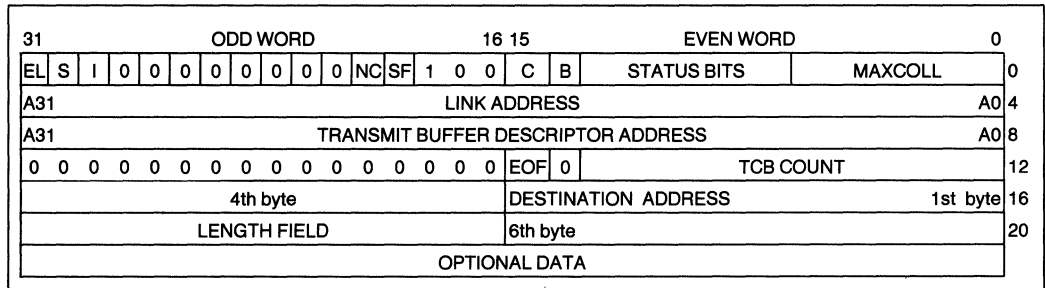 31 ODD WORD 16 15 EVEN WORD 0
EL S I 0 0 0 0 0 0 0 0 NC SF 1 0 0 C B STATUS BITS MAXCOLL 0
A31 LINK ADDRESS A0 4
A31 TRANSMIT BUFFER DESCRIPTOR ADDRESS A0 8
0 0 0 0 0 0 0 0 0 0 0 0 0 0 0 0 EOF 0 TCB COUNT 12
4th byte DESTINATION ADDRESS 1st byte 16
LENGTH FIELD 6th byte 20
OPTIONAL DATA